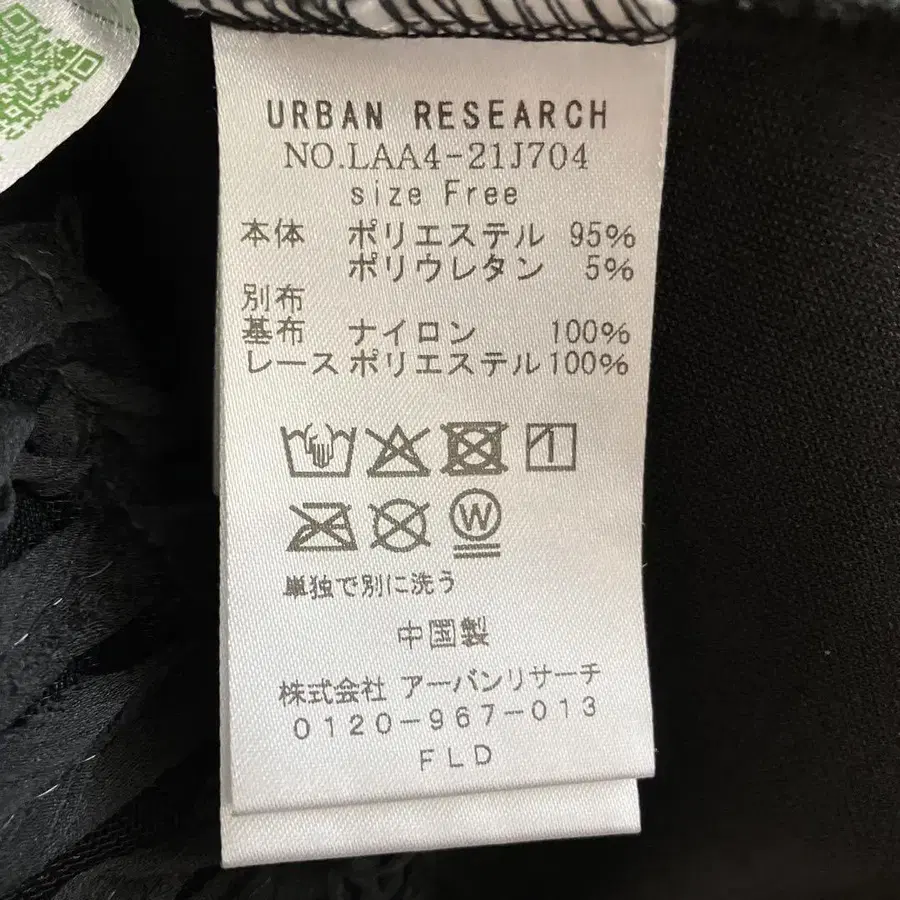 URBAN RESEARCH
NO.LAA4-21J704
size Free
本体 ポリエステル 95%
ポリウレタン 5%
別布
基布 ナイロン 100%
レース ポリエステル 100%
W
単独で別に洗う
中国製
株式会社 アーバンリサーチ
0120-967-013
FLD